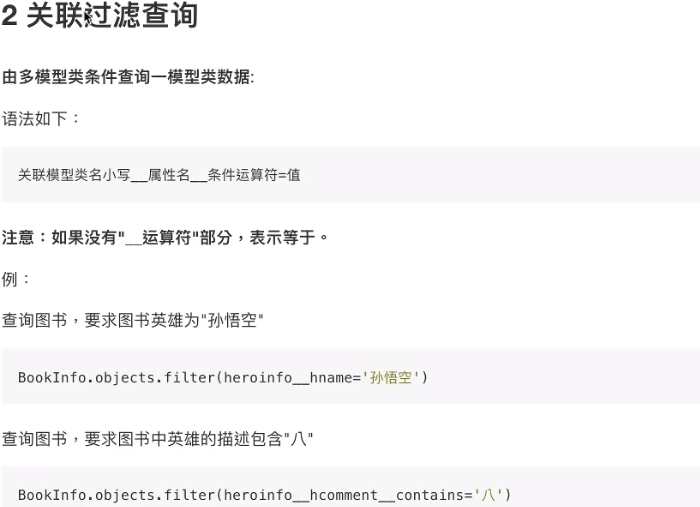 2 关联过滤查询
由多模型类条件查询一模型类数据:
语法如下：
关联模型类名小写__属性名__条件运算符=值
注意：如果没有"__运算符"部分，表示等于。
例：
查询图书，要求图书英雄为"孙悟空"
BookInfo.objects.filter(heroinfo__hname='孙悟空')
查询图书，要求图书中英雄的描述包含"八"
BookInfo.objects.filter(heroinfo__hcomment__contains='八')